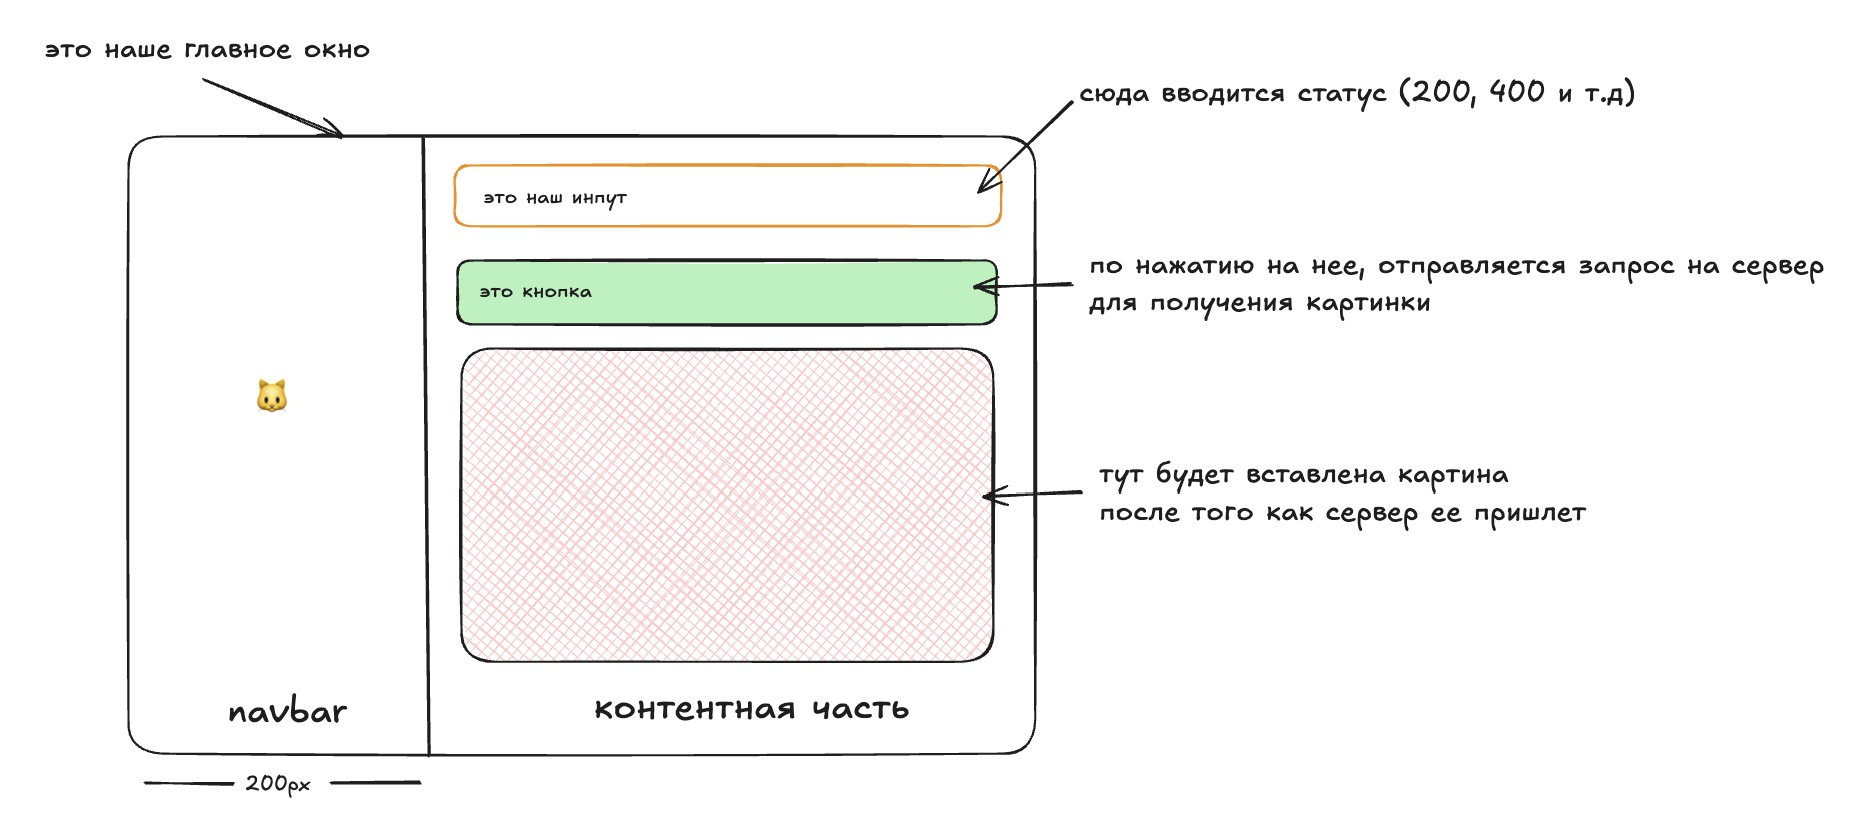 это наше главное окно
сюда вводится статус (200, 400 и т.д)
это наш инпут
по нажатию на нее, отправляется запрос на сервер
для получения картинки
это кнопка
тут будет вставлена картина
после того как сервер ее пришлет
navbar
контентная часть
200px